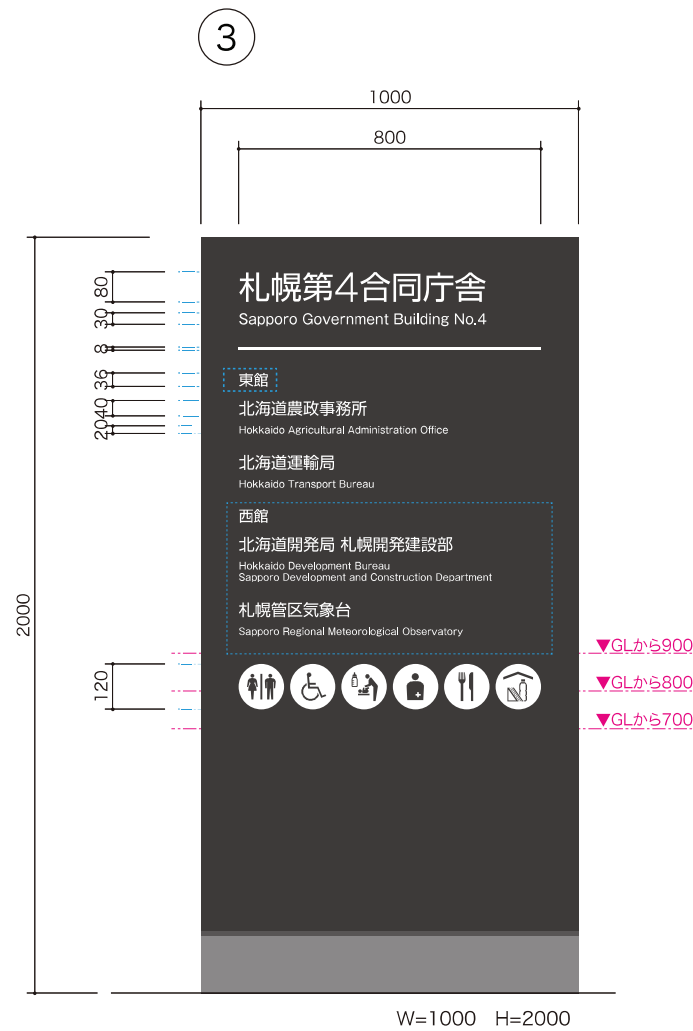 3
1000
800
80
30
8
36
40
20
2000
120
札幌第4合同庁舎
Sapporo Government Building No.4
東館
北海道農政事務所
Hokkaido Agricultural Administration Office
北海道運輸局
Hokkaido Transport Bureau
西館
北海道開発局 札幌開発建設部
Hokkaido Development Bureau
Sapporo Development and Construction Department
札幌管区気象台
Sapporo Regional Meteorological Observatory
▼GLから900
▼GLから800
▼GLから700
W=1000 H=2000